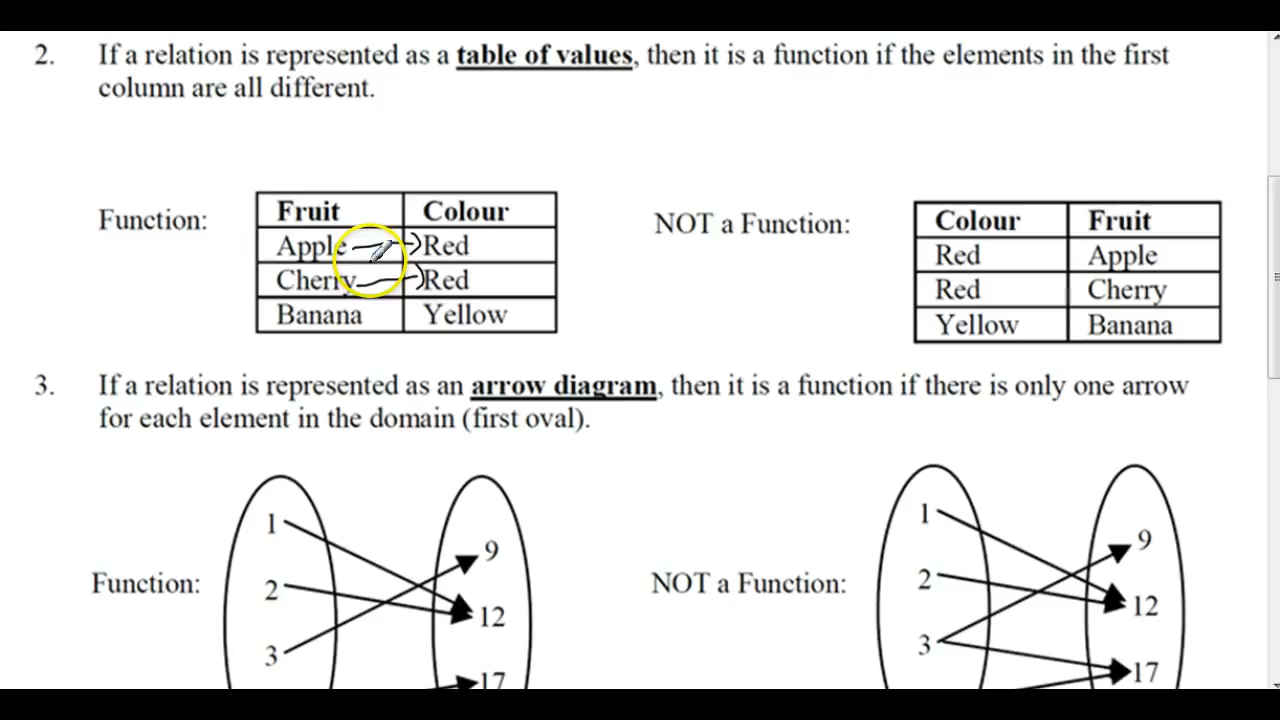 2. If a relation is represented as a table of values, then it is a function if the elements in the first
column are all different.
Function:
Fruit Colour
Apple Red
Cherry Red
Banana Yellow
NOT a Function:
Colour Fruit
Red Apple
Red Cherry
Yellow Banana
3. If a relation is represented as an arrow diagram, then it is a function if there is only one arrow
for each element in the domain (first oval).
Function:
1
2
3
9
12
17
NOT a Function:
1
2
3
9
12
17